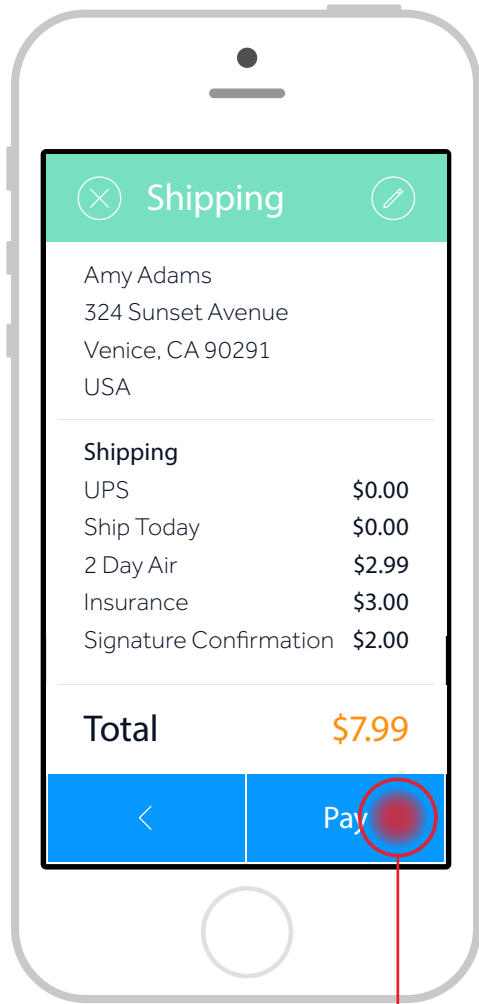 Shipping
Amy Adams
324 Sunset Avenue
Venice, CA 90291
USA
Shipping
UPS $0.00
Ship Today $0.00
2 Day Air $2.99
Insurance $3.00
Signature Confirmation $2.00
Total $7.99
Pay